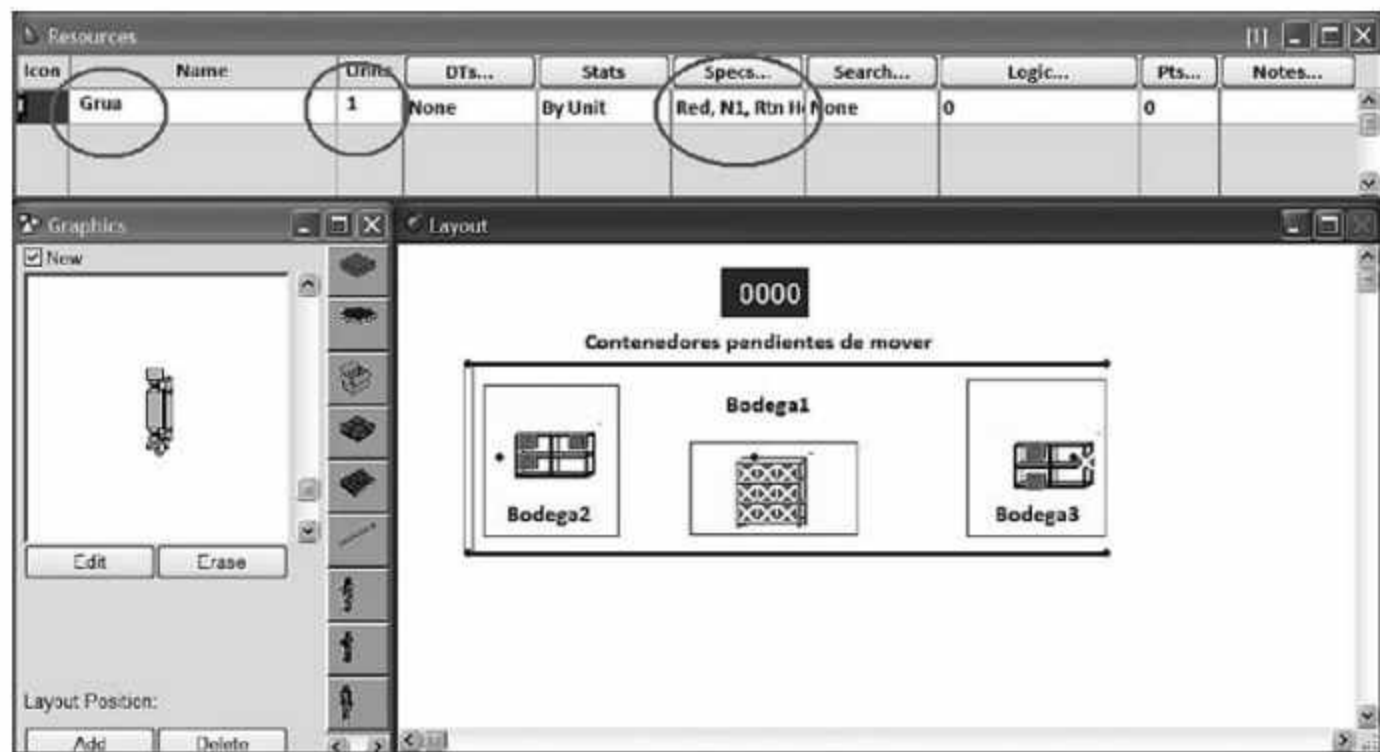 Resources
[1]
Icon Name Units DTs... Stats Specs... Search... Logic... Pts... Notes...
Grua 1 None By Unit Red, N1, Rtn H None 0 0
Graphics
Layout
New
0000
Contenedores pendientes de mover
Bodega1
Bodega2
Bodega3
Edit Erase
Layout Position:
Add Delete